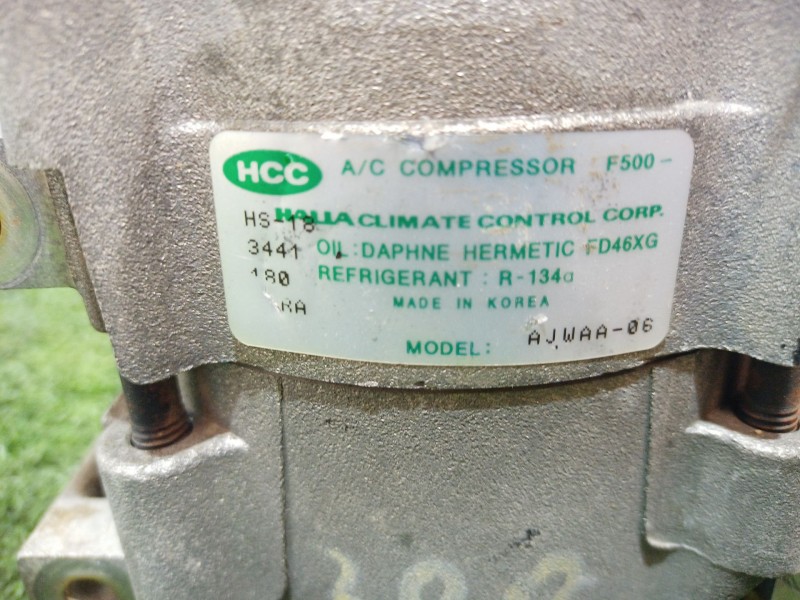 HCC A/C COMPRESSOR F500-
HS-18 HALLA CLIMATE CONTROL CORP.
3441 OIL: DAPHNE HERMETIC FD46XG
180 REFRIGERANT : R-134a
MADE IN KOREA
MODEL: AJWAA-06